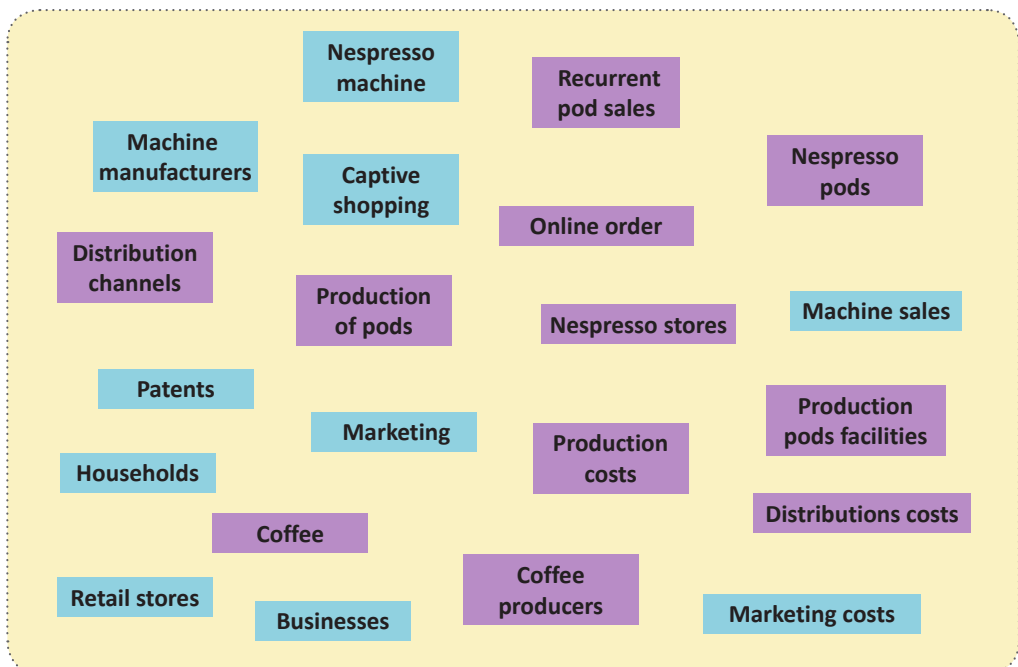 Nespresso
machine
Recurrent
pod sales
Machine
manufacturers
Nespresso
pods
Captive
shopping
Online order
Distribution
channels
Production
of pods
Machine sales
Nespresso stores
Patents
Production
pods facilities
Marketing
Production
costs
Households
Distributions costs
Coffee
Coffee
producers
Retail stores
Businesses
Marketing costs